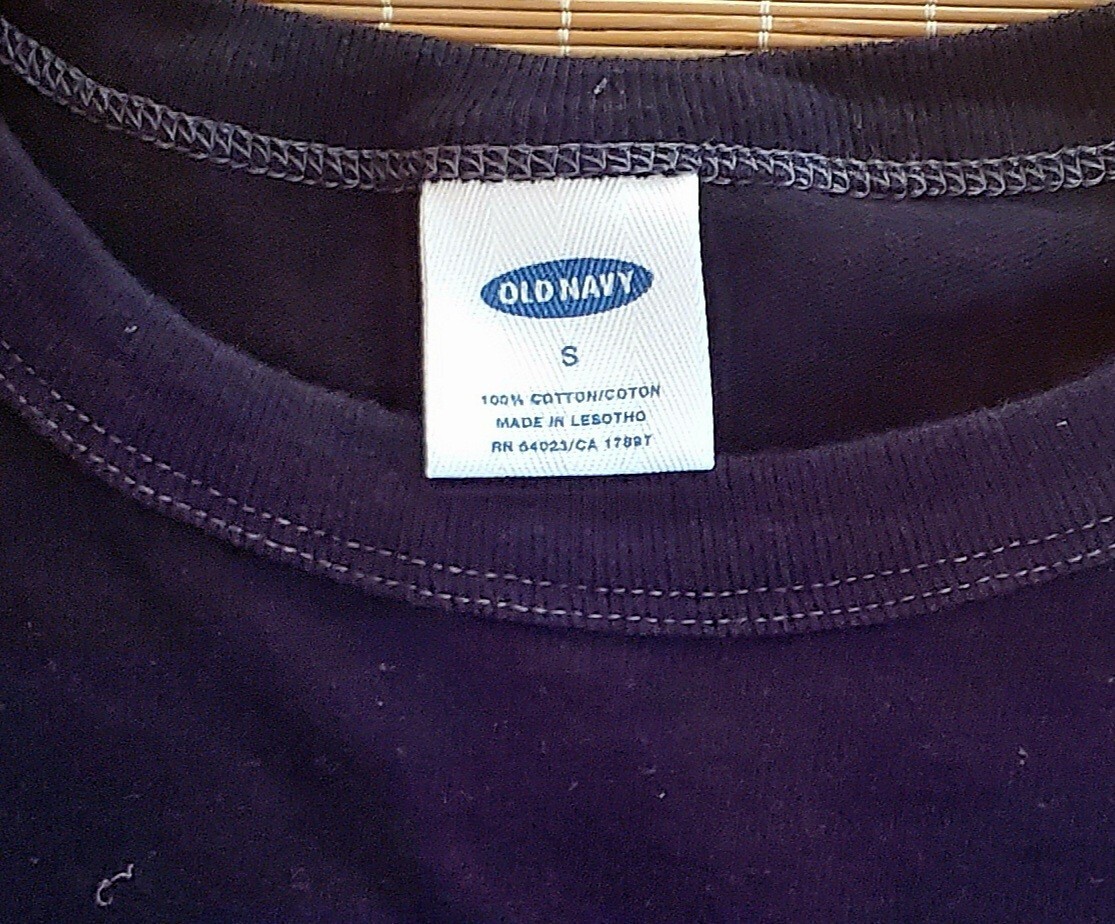 OLD NAVY
S
100% COTTON/COTON
MADE IN LESOTHO
RN 54023/CA 17897